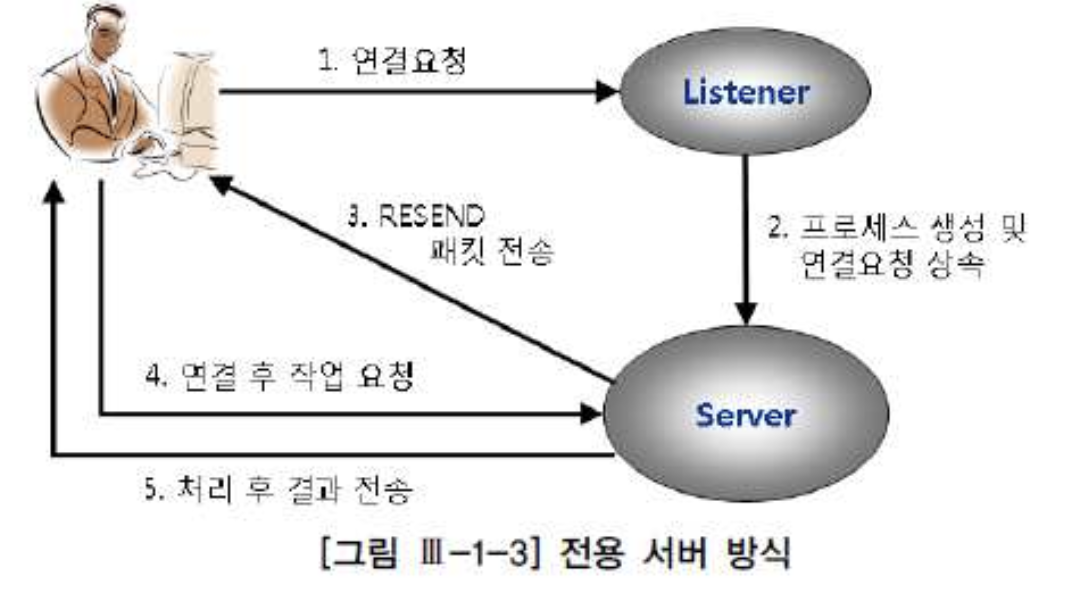 1. 연결요청
Listener
3. RESEND
패킷 전송
2. 프로세스 생성 및
연결요청 상속
4. 연결 후 작업 요청
Server
5. 처리 후 결과 전송
[그림 Ⅲ-1-3] 전용 서버 방식